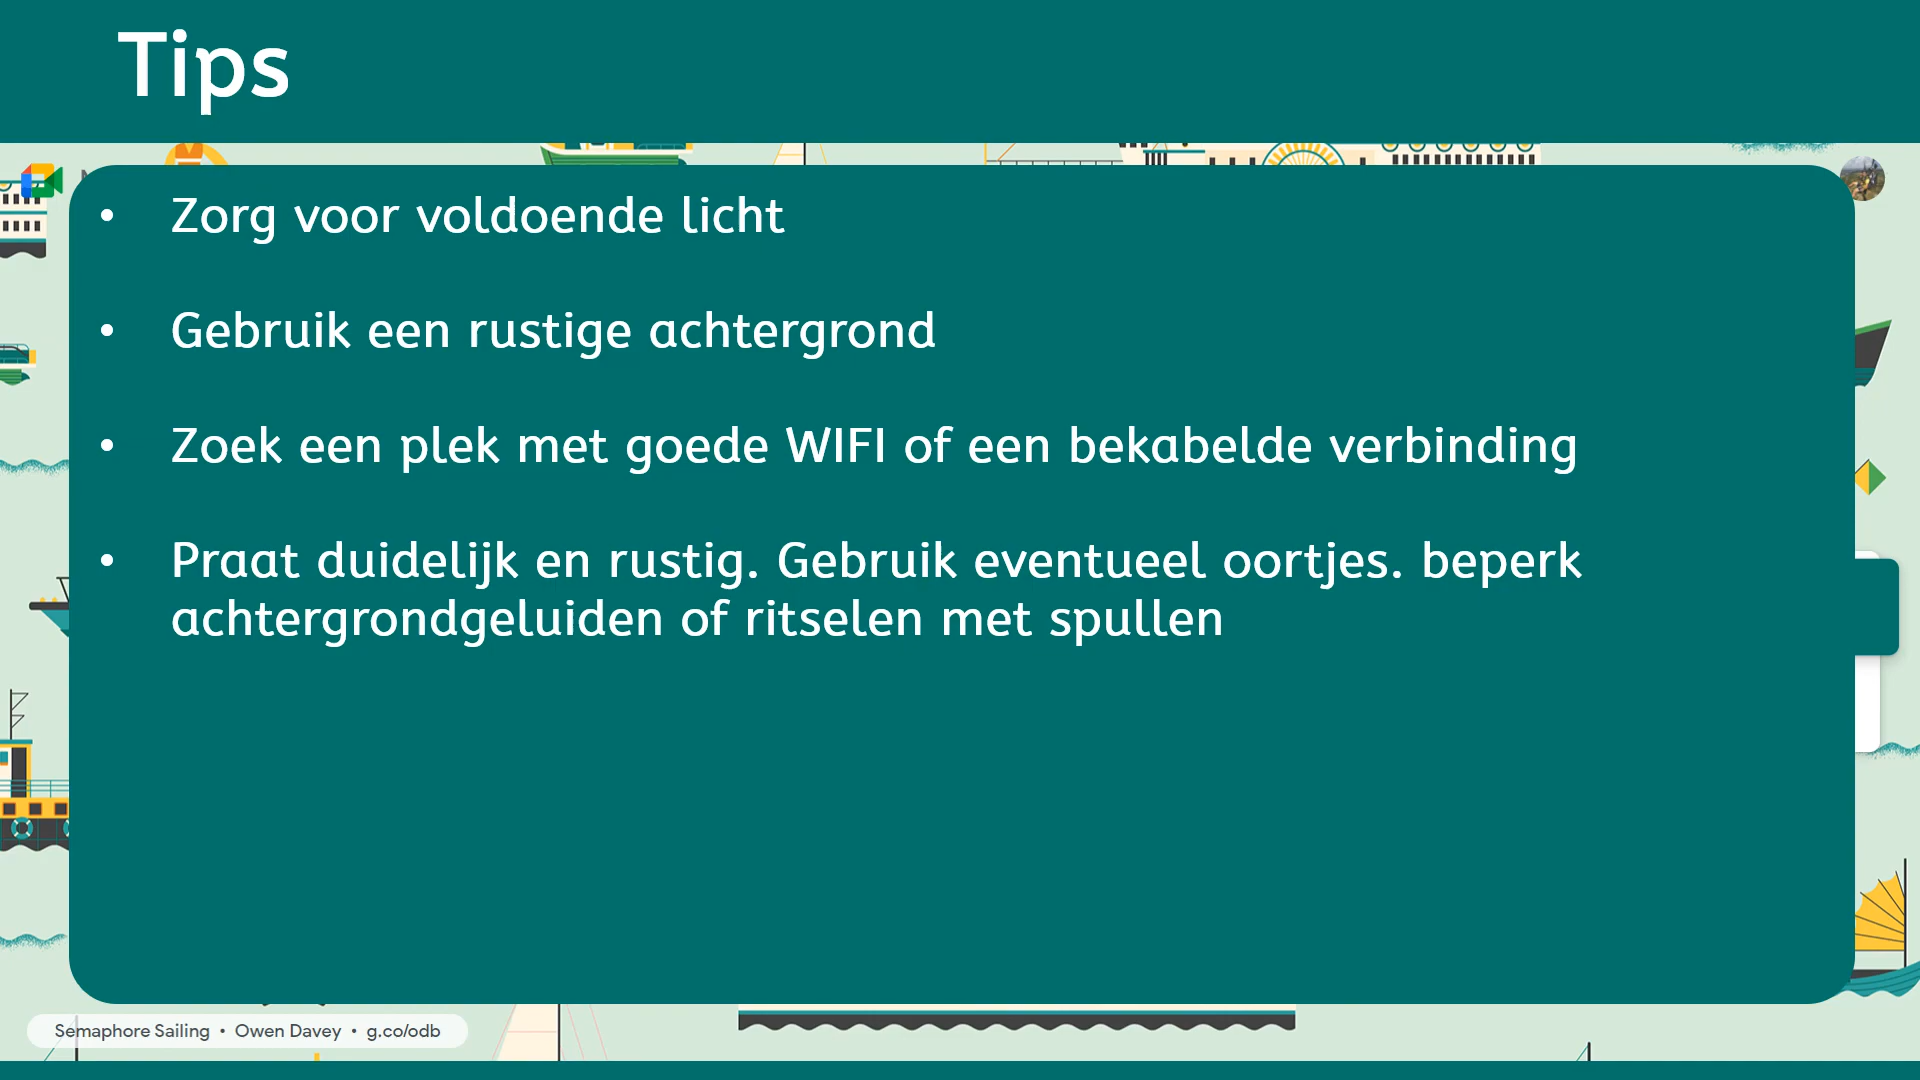 Tips
• Zorg voor voldoende licht
• Gebruik een rustige achtergrond
• Zoek een plek met goede WIFI of een bekabelde verbinding
• Praat duidelijk en rustig. Gebruik eventueel oortjes. beperk
achtergrondgeluiden of ritselen met spullen
Semaphore Sailing • Owen Davey • g.co/odb